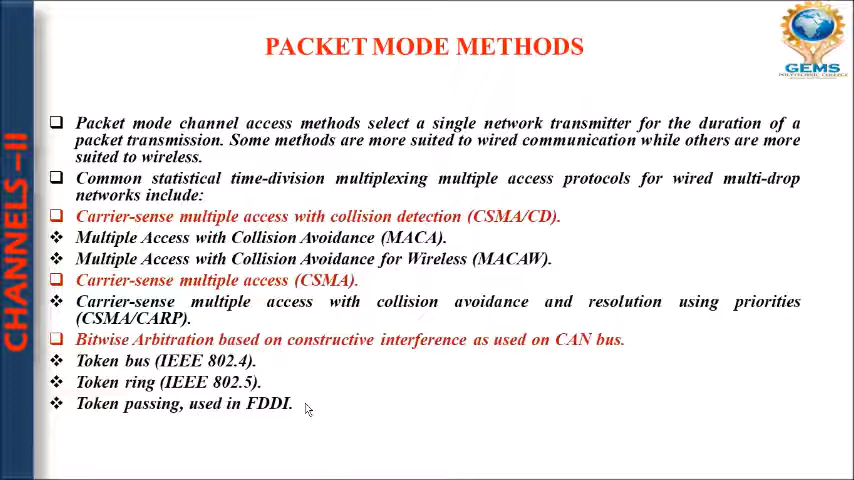 PACKET MODE METHODS
GEMS
POLYTECHNIC COLLEGE
CHANNELS –II
Packet mode channel access methods select a single network transmitter for the duration of a
packet transmission. Some methods are more suited to wired communication while others are more
suited to wireless.
Common statistical time-division multiplexing multiple access protocols for wired multi-drop
networks include:
Carrier-sense multiple access with collision detection (CSMA/CD).
Multiple Access with Collision Avoidance (MACA).
Multiple Access with Collision Avoidance for Wireless (MACAW).
Carrier-sense multiple access (CSMA).
Carrier-sense multiple access with collision avoidance and resolution using priorities
(CSMA/CARP).
Bitwise Arbitration based on constructive interference as used on CAN bus.
Token bus (IEEE 802.4).
Token ring (IEEE 802.5).
Token passing, used in FDDI.